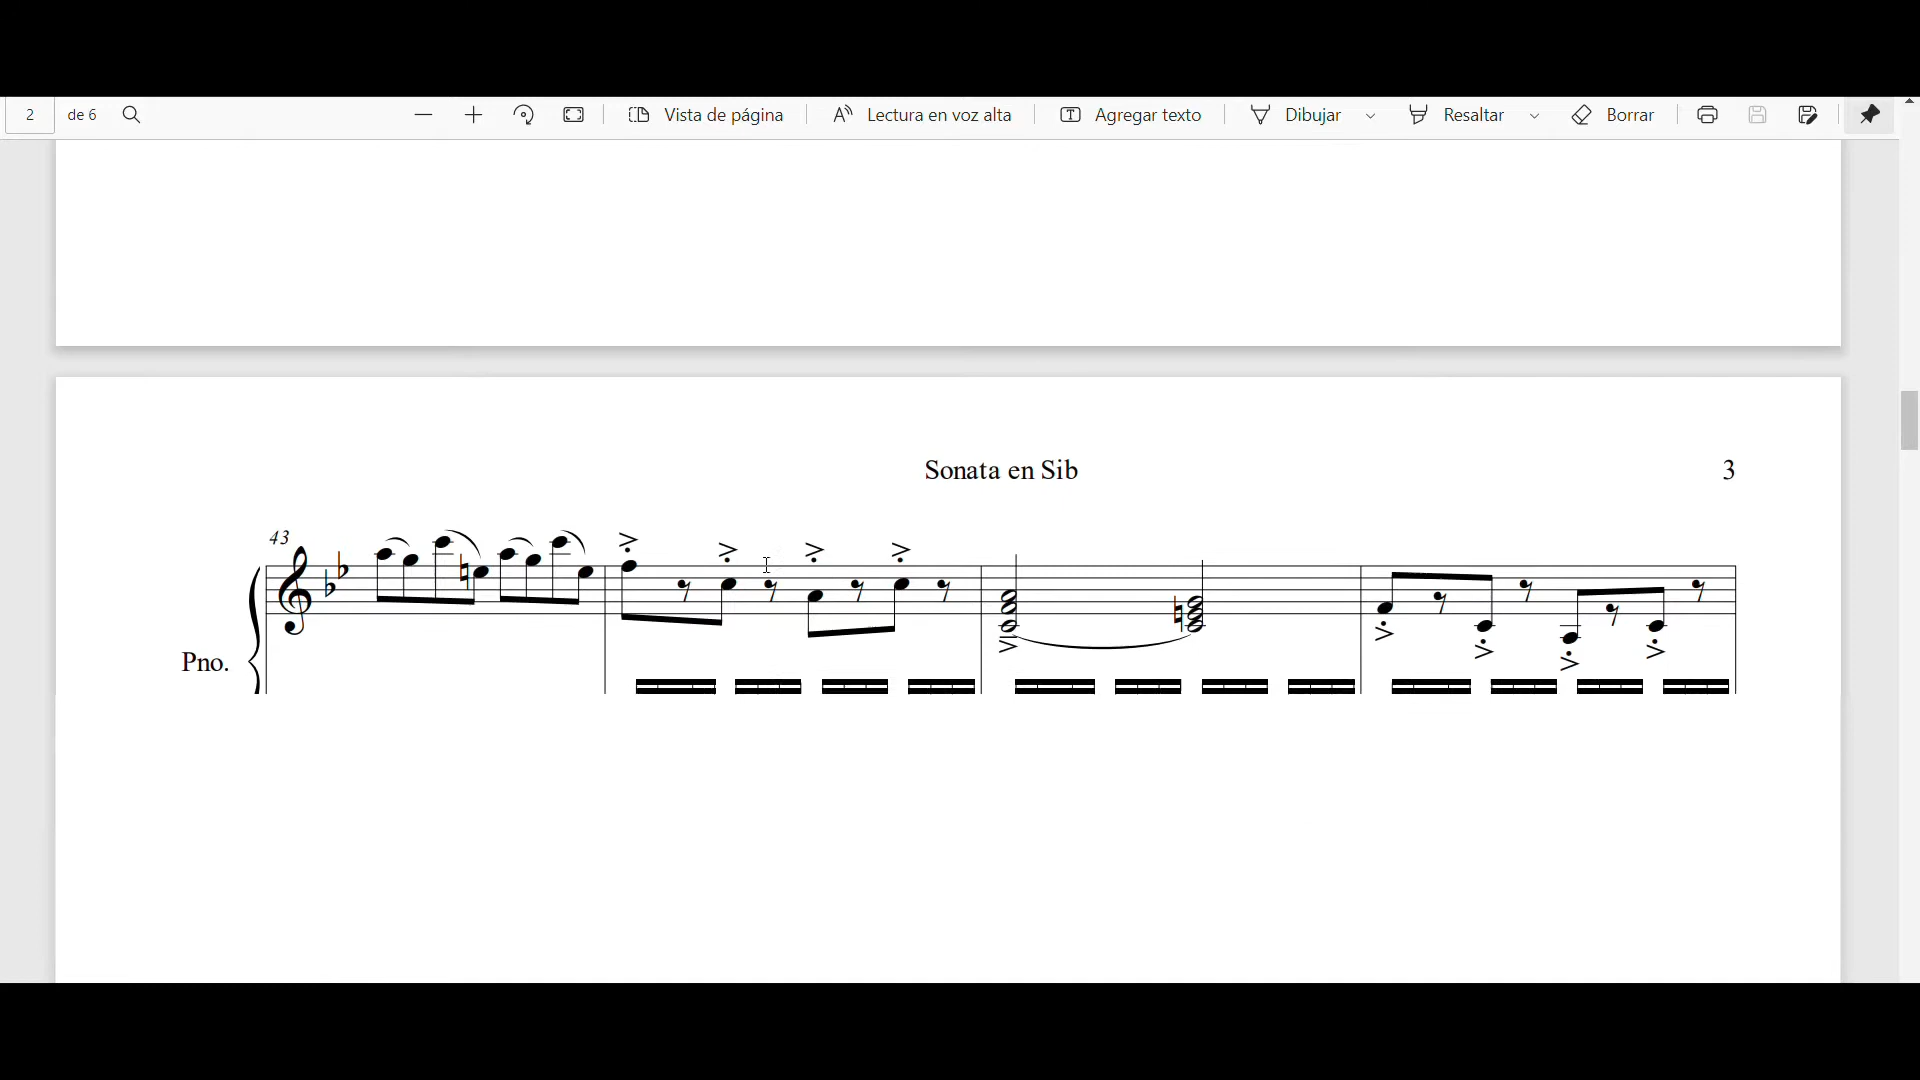 2 de 6 Vista de página Lectura en voz alta Agregar texto Dibujar Resaltar Borrar
Sonata en Sib 3
43
Pno.